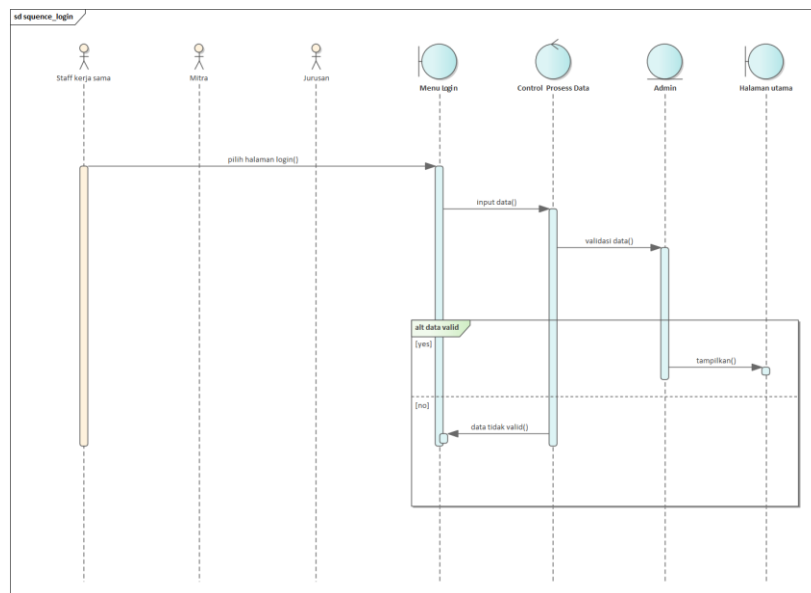 sd squence_login
Staff kerja sama
Mitra
Jurusan
Menu login
Control Prosess Data
Admin
Halaman utama
pilih halaman login()
input data()
validasi data()
alt data valid
[yes]
tampilkan()
[no]
data tidak valid()